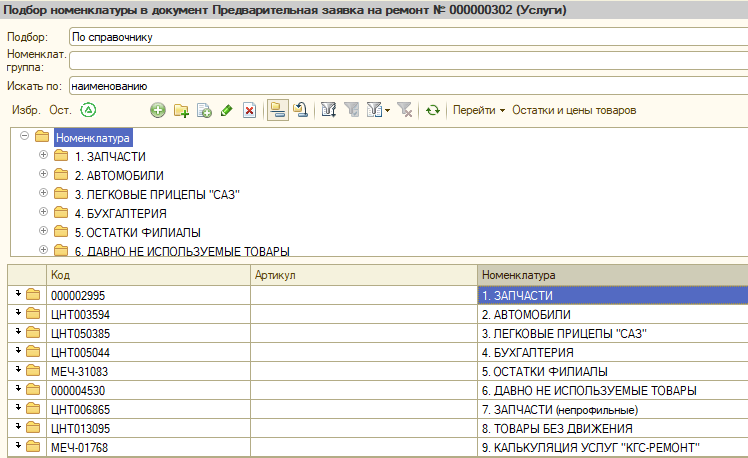 Подбор номенклатуры в документ Предварительная заявка на ремонт № 000000302 (Услуги)
Подбор: По справочнику
Номенклат. группа:
Искать по: наименованию
Избр. Ост. Перейти Остатки и цены товаров
Номенклатура
1. ЗАПЧАСТИ
2. АВТОМОБИЛИ
3. ЛЕГКОВЫЕ ПРИЦЕПЫ "САЗ"
4. БУХГАЛТЕРИЯ
5. ОСТАТКИ ФИЛИАЛЫ
6. ДАВНО НЕ ИСПОЛЬЗУЕМЫЕ ТОВАРЫ
Код Артикул Номенклатура
000002995 1. ЗАПЧАСТИ
ЦНТ003594 2. АВТОМОБИЛИ
ЦНТ050385 3. ЛЕГКОВЫЕ ПРИЦЕПЫ "САЗ"
ЦНТ005044 4. БУХГАЛТЕРИЯ
МЕЧ-31083 5. ОСТАТКИ ФИЛИАЛЫ
000004530 6. ДАВНО НЕ ИСПОЛЬЗУЕМЫЕ ТОВАРЫ
ЦНТ006865 7. ЗАПЧАСТИ (непрофильные)
ЦНТ013095 8. ТОВАРЫ БЕЗ ДВИЖЕНИЯ
МЕЧ-01768 9. КАЛЬКУЛЯЦИЯ УСЛУГ "КГС-РЕМОНТ"